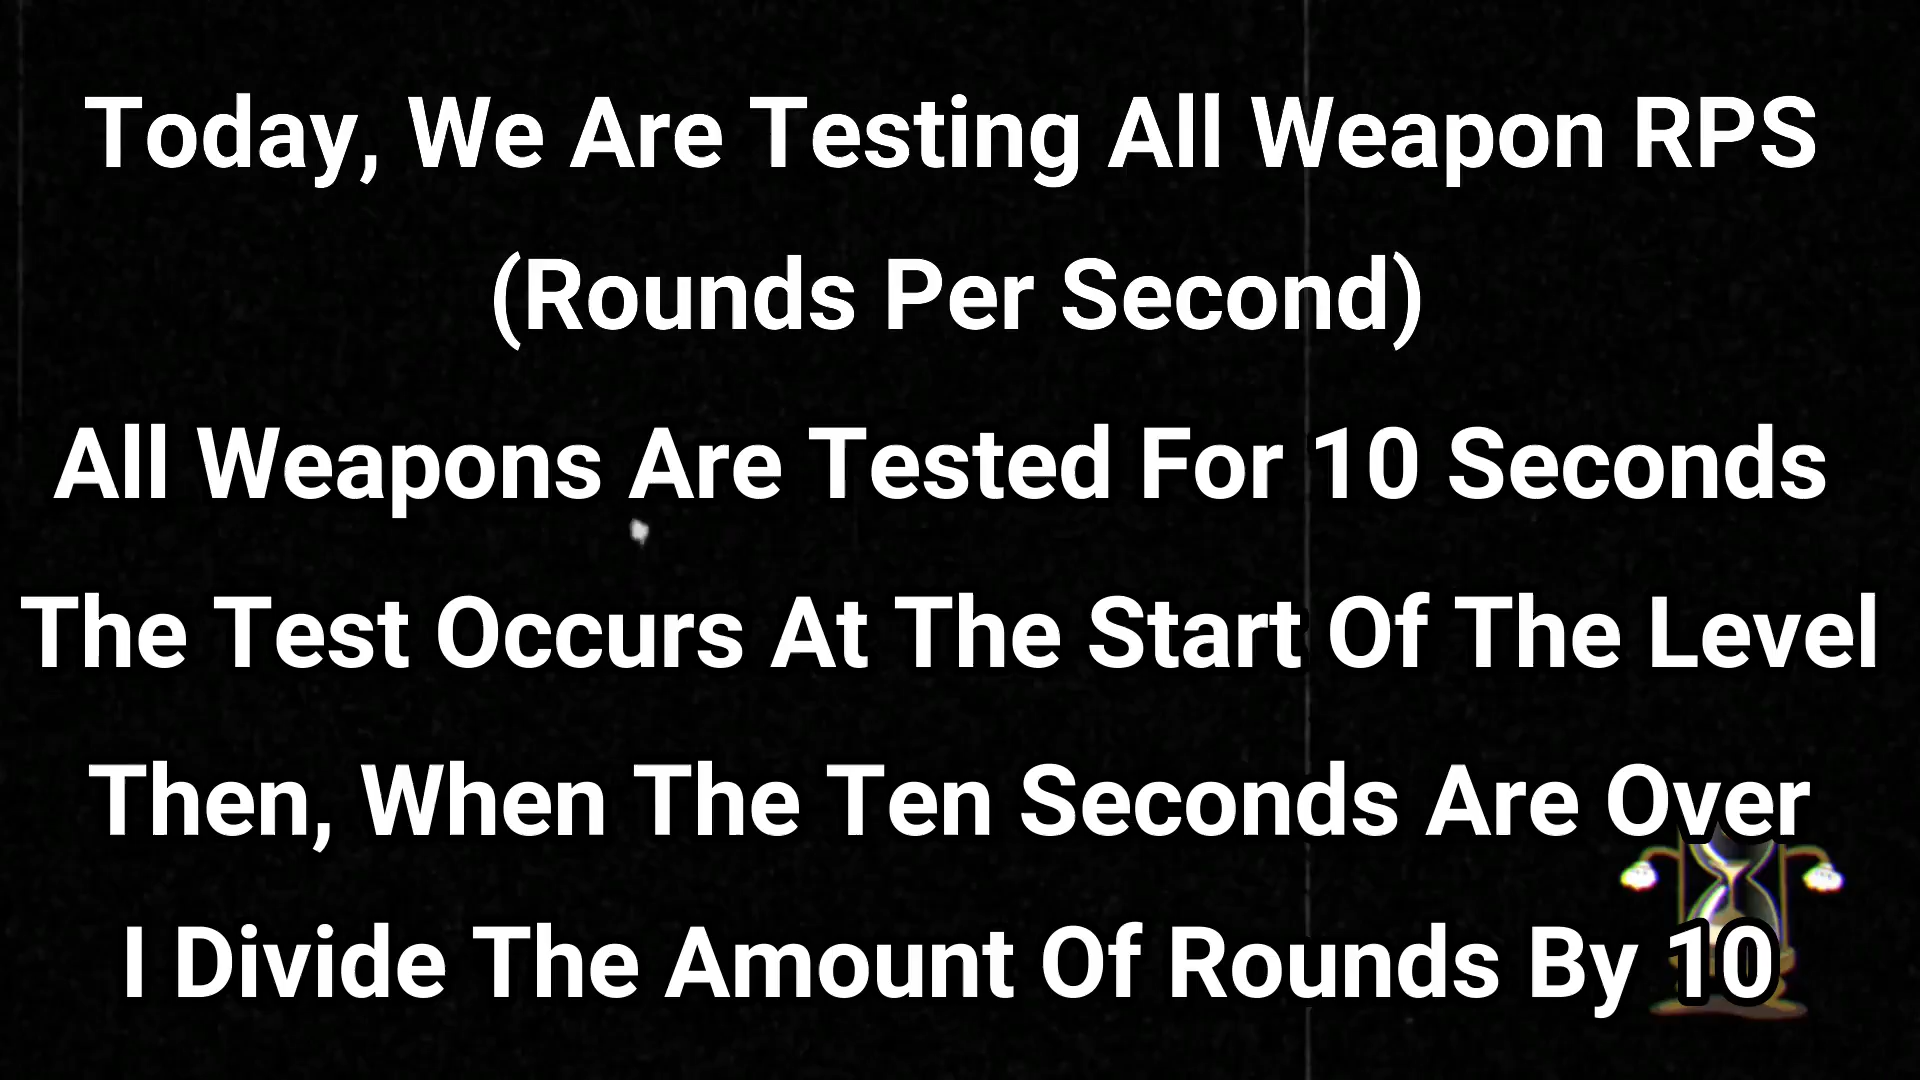 Today, We Are Testing All Weapon RPS
(Rounds Per Second)
All Weapons Are Tested For 10 Seconds
The Test Occurs At The Start Of The Level
Then, When The Ten Seconds Are Over
I Divide The Amount Of Rounds By 10